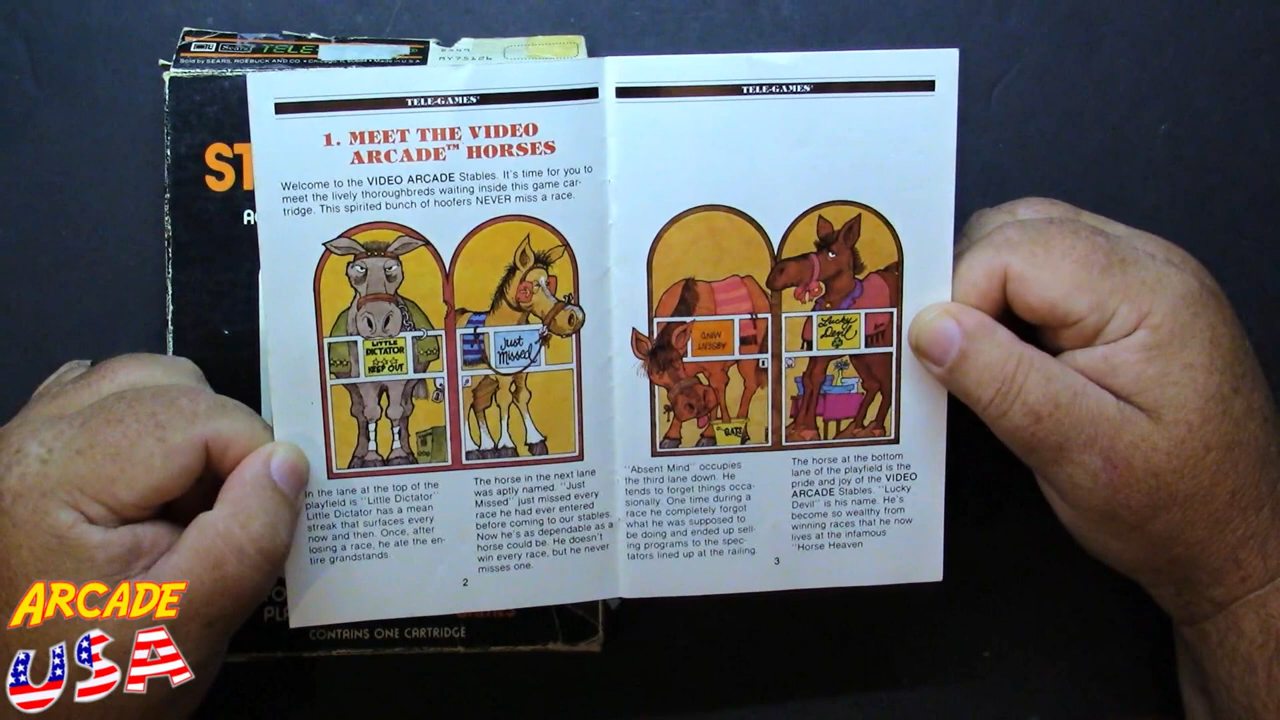 Sears TELE-
Sold by SEARS, ROEBUCK AND CO.
ST
TELE-GAMES
1. MEET THE VIDEO
ARCADE™ HORSES
Welcome to the VIDEO ARCADE Stables. It's time for you to
meet the lively thoroughbreds waiting inside this game car-
tridge. This spirited bunch of hoofers NEVER miss a race.
LITTLE
DICTATOR
KEEP OUT
Just
Missed
In the lane at the top of the
playfield is "Little Dictator"
Little Dictator has a mean
streak that surfaces every
now and then. Once, after
losing a race, he ate the en-
tire grandstands.
The horse in the next lane
was aptly named. "Just
Missed" just missed every
race he had ever entered
before coming to our stables.
Now he's as dependable as a
horse could be. He doesn't
win every race, but he never
misses one.
2
TELE-GAMES
ABSENT
MIND
OATS
Lucky
Devil
"Absent Mind" occupies
the third lane down. He
tends to forget things occa-
sionally. One time during a
race he completely forgot
what he was supposed to
be doing and ended up sell-
ing programs to the spec-
tators lined up at the railing.
The horse at the bottom
lane of the playfield is the
pride and joy of the VIDEO
ARCADE Stables. "Lucky
Devil" is his name. He's
become so wealthy from
winning races that he now
lives at the infamous
"Horse Heaven
3
CONTAINS ONE CARTRIDGE
ARCADE
USA